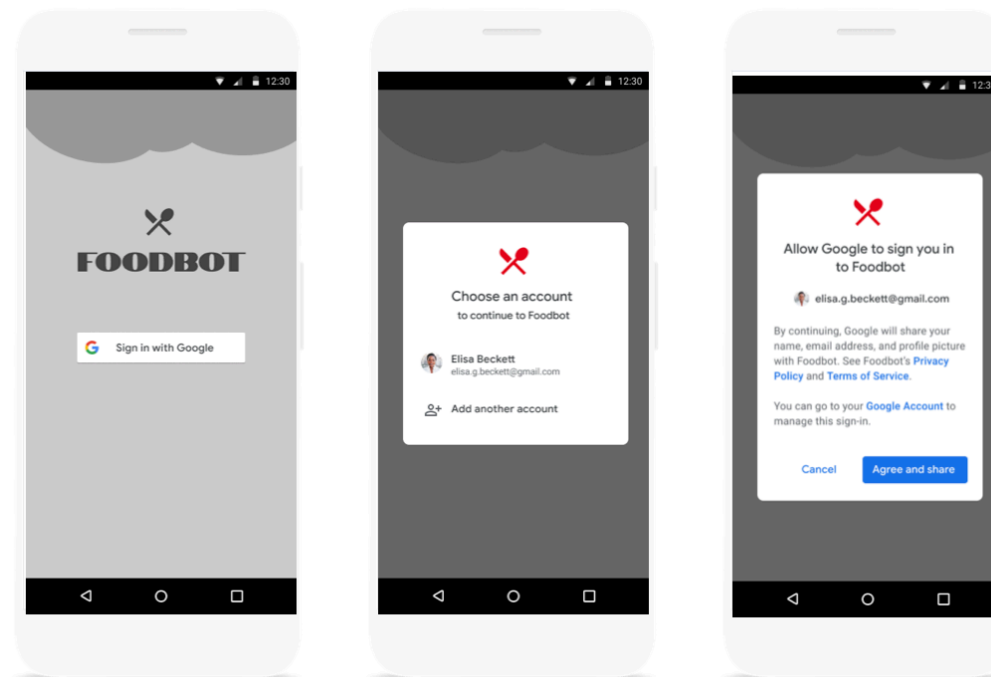 12:30
FOODBOT
Sign in with Google
12:30
Choose an account
to continue to Foodbot
Elisa Beckett
elisa.g.beckett@gmail.com
Add another account
12:3
Allow Google to sign you in
to Foodbot
elisa.g.beckett@gmail.com
By continuing, Google will share your
name, email address, and profile picture
with Foodbot. See Foodbot's Privacy
Policy and Terms of Service.
You can go to your Google Account to
manage this sign-in.
Cancel
Agree and share